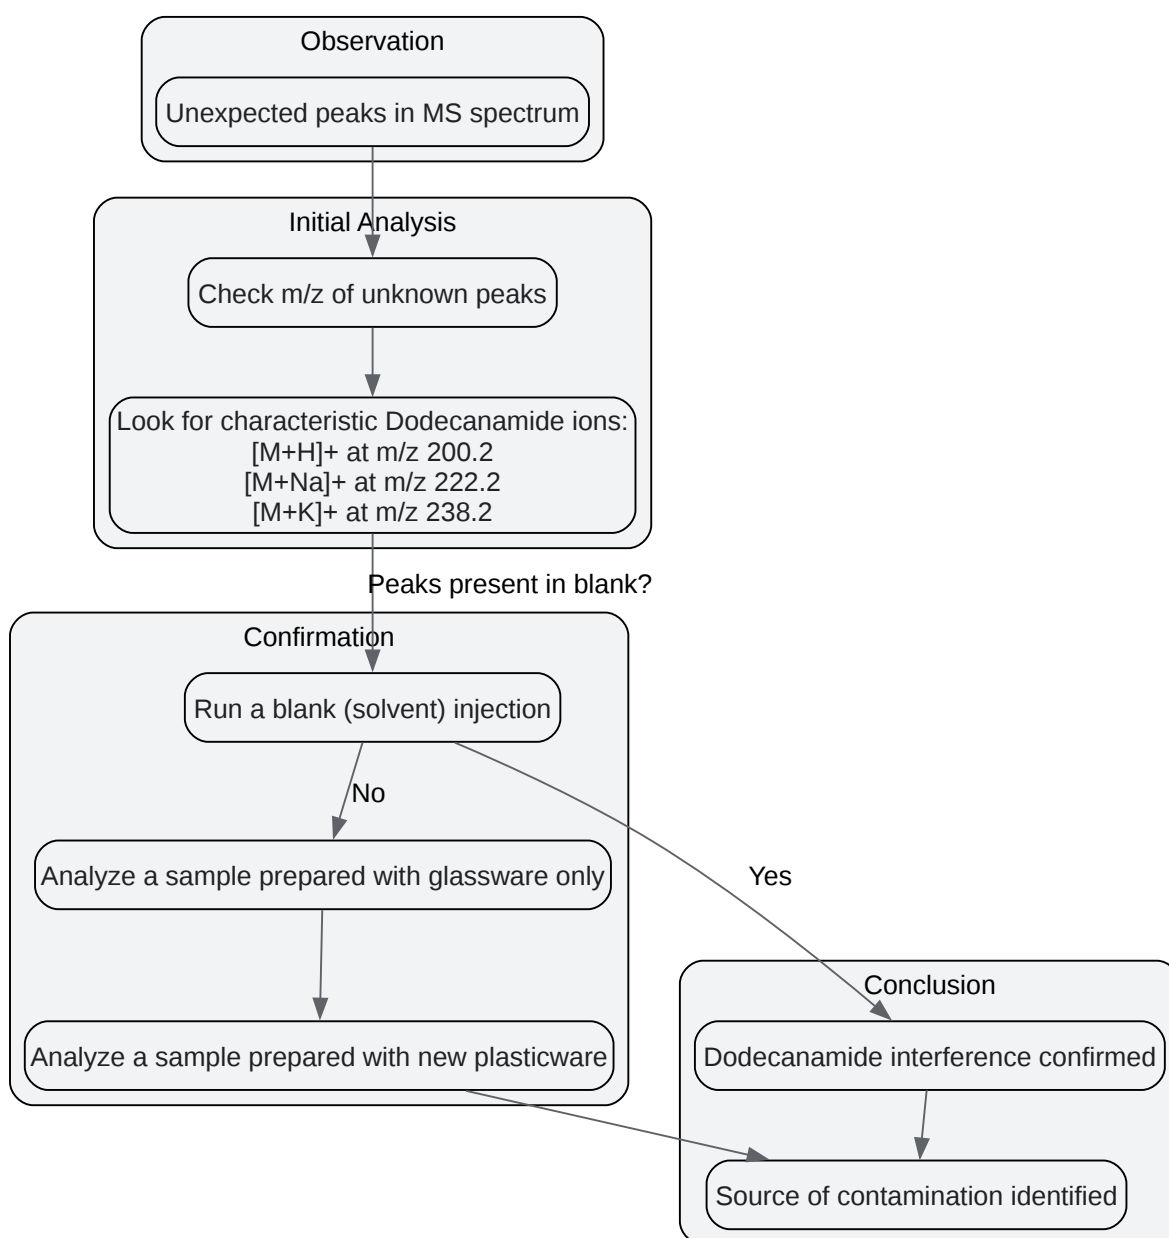 Observation
Unexpected peaks in MS spectrum
Initial Analysis
Check m/z of unknown peaks
Look for characteristic Dodecanamide ions:
[M+H]+ at m/z 200.2
[M+Na]+ at m/z 222.2
[M+K]+ at m/z 238.2
Peaks present in blank?
Confirmation
Run a blank (solvent) injection
No
Analyze a sample prepared with glassware only
Yes
Analyze a sample prepared with new plasticware
Conclusion
Dodecanamide interference confirmed
Source of contamination identified